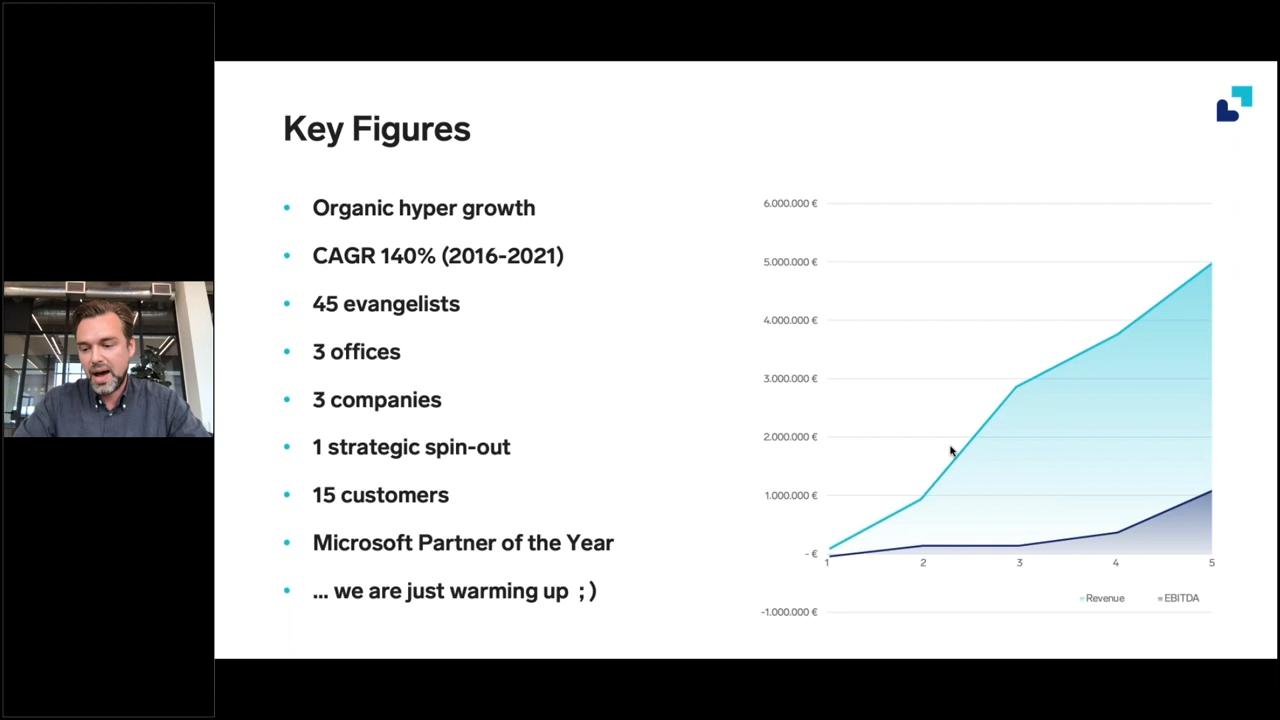 Key Figures
• Organic hyper growth
• CAGR 140% (2016-2021)
• 45 evangelists
• 3 offices
• 3 companies
• 1 strategic spin-out
• 15 customers
• Microsoft Partner of the Year
• ... we are just warming up ;)
6.000.000 €
5.000.000 €
4.000.000 €
3.000.000 €
2.000.000 €
1.000.000 €
- €
-1.000.000 €
1 2 3 4 5
Revenue EBITDA